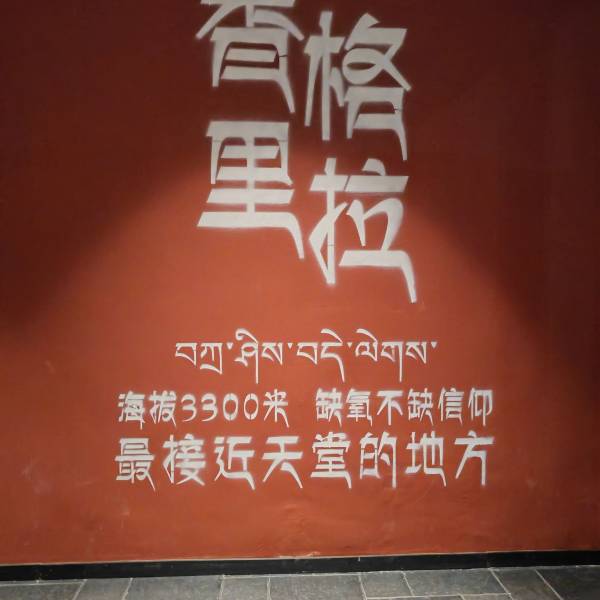 香格
里拉
བཀྲ་ཤིས་བདེ་ལེགས་
海拔3300米 缺氧不缺信仰
最接近天堂的地方